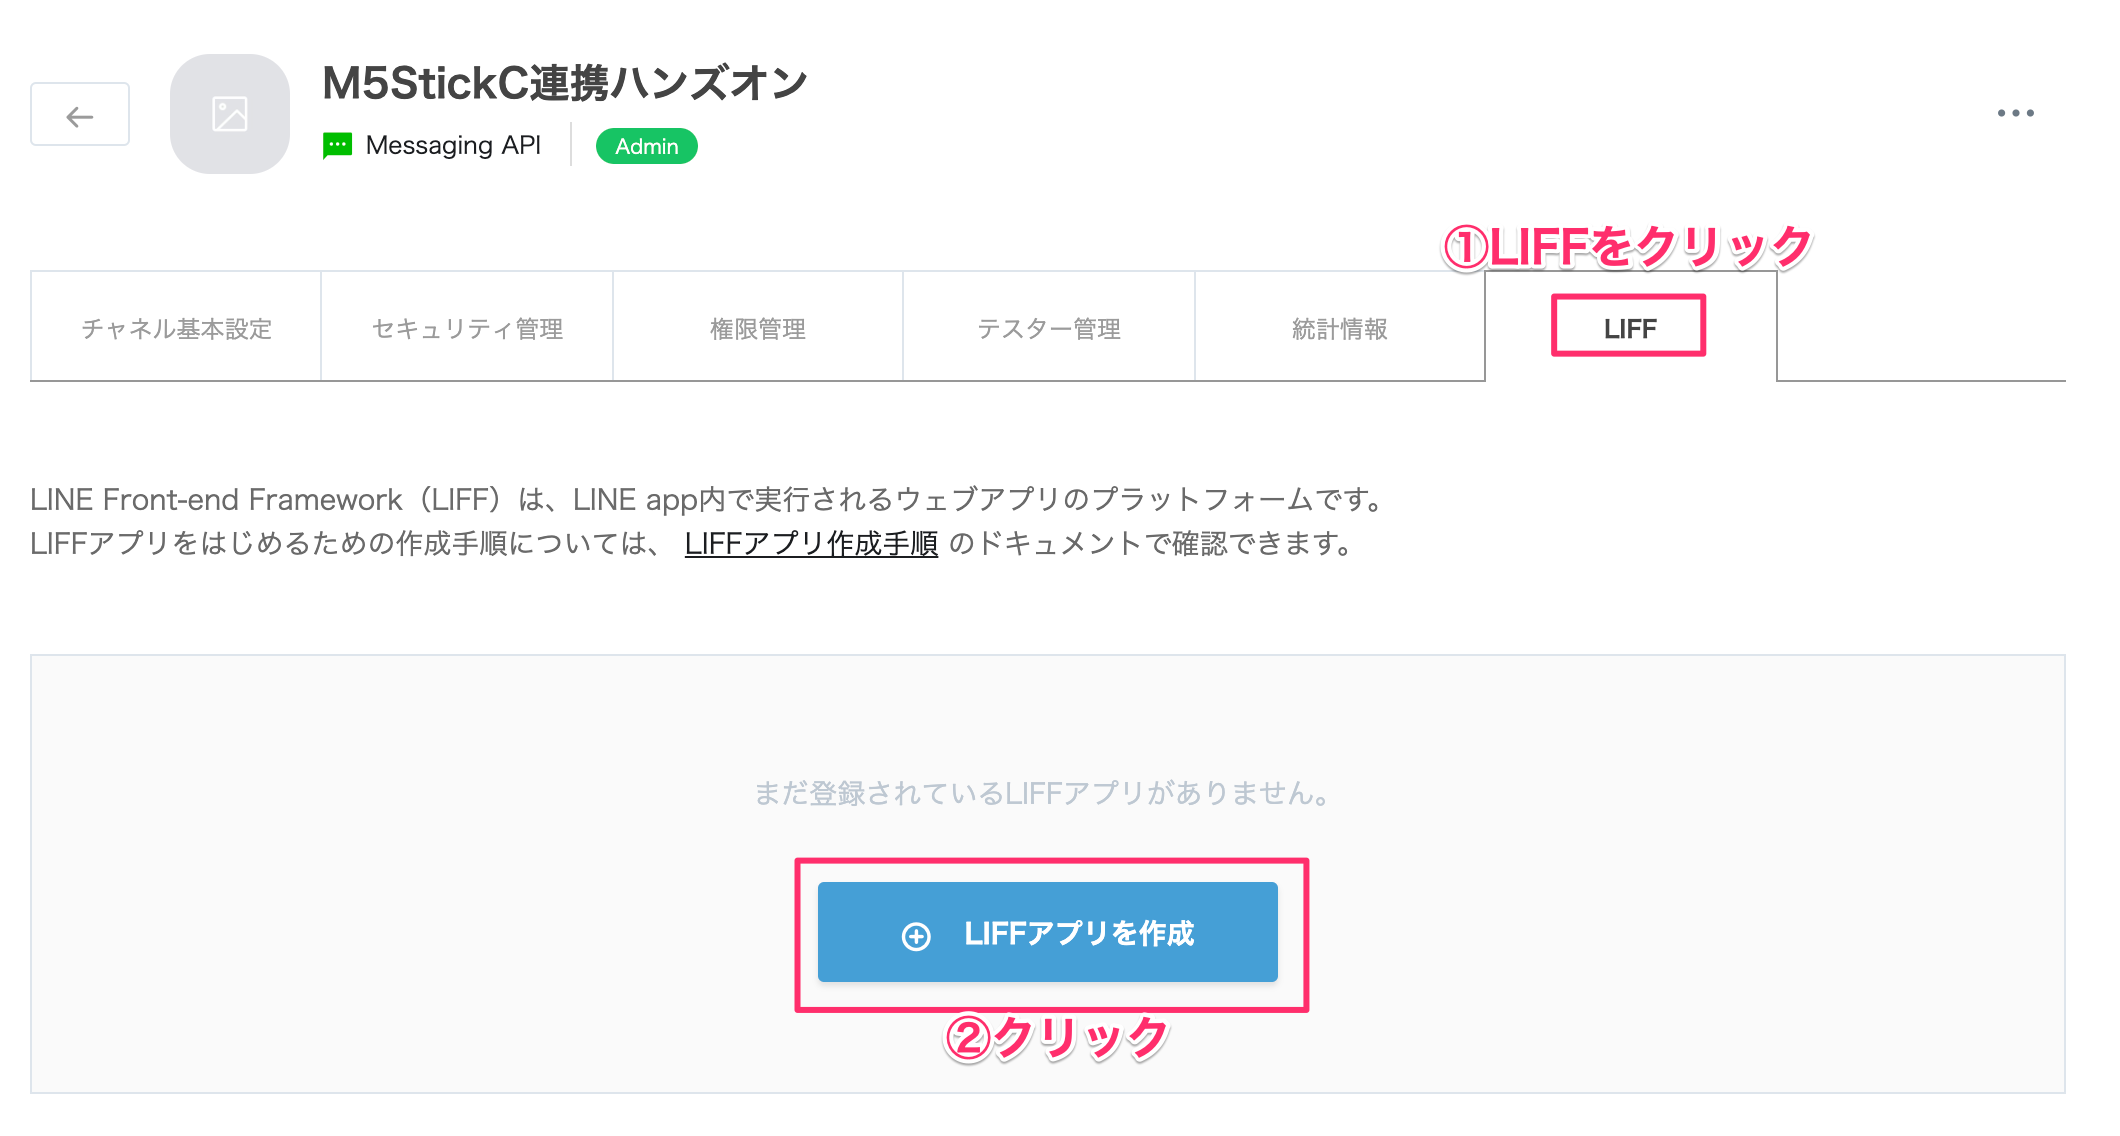 M5StickC連携ハンズオン
Messaging API
Admin
①LIFFをクリック
チャネル基本設定
セキュリティ管理
権限管理
テスター管理
統計情報
LIFF
LINE Front-end Framework（LIFF）は、LINE app内で実行されるウェブアプリのプラットフォームです。
LIFFアプリをはじめるための作成手順については、 LIFFアプリ作成手順 のドキュメントで確認できます。
まだ登録されているLIFFアプリがありません。
LIFFアプリを作成
②クリック